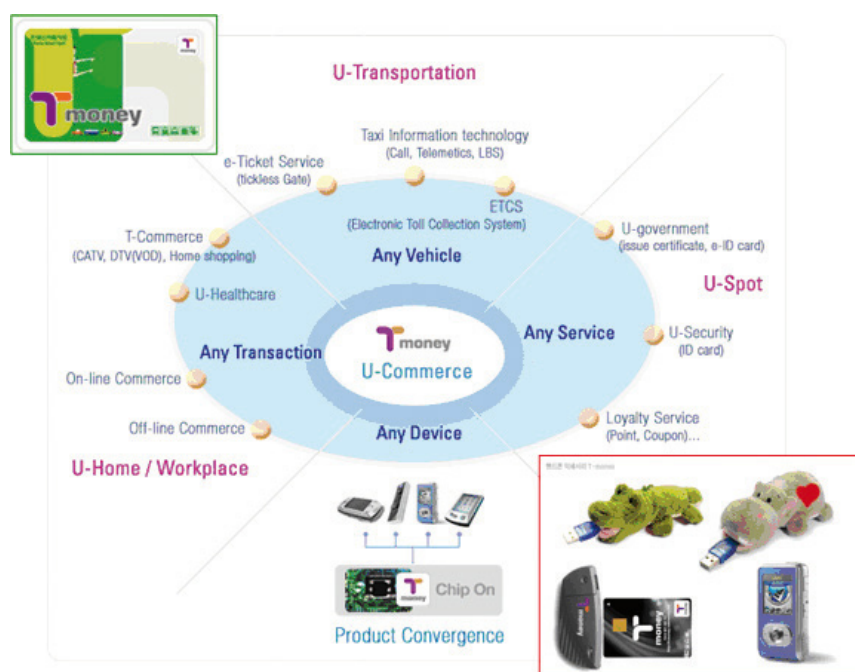 T money
money
U-Transportation
Taxi Information technology
(Call, Telemetics, LBS)
e-Ticket Service
(tickless Gate)
ETCS
(Electronic Toll Collection System)
T-Commerce
(CATV, DTV(VOD), Home shopping)
U-government
(issue certificate, e-ID card)
Any Vehicle
U-Healthcare
U-Spot
Any Transaction
T money
U-Commerce
Any Service
U-Security
(ID card)
On-line Commerce
Off-line Commerce
Any Device
Loyalty Service
(Point, Coupon)...
U-Home / Workplace
T money
Chip On
Product Convergence
T-money
T money
T money